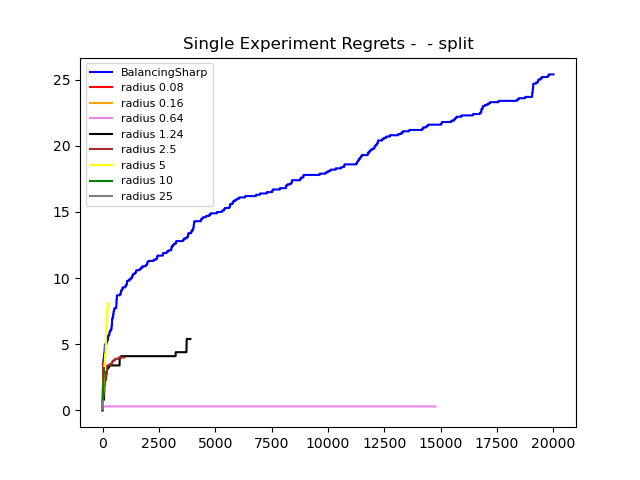 Single Experiment Regrets -  - split
BalancingSharp
radius 0.08
radius 0.16
radius 0.64
radius 1.24
radius 2.5
radius 5
radius 10
radius 25
25
20
15
10
5
0
0 2500 5000 7500 10000 12500 15000 17500 20000